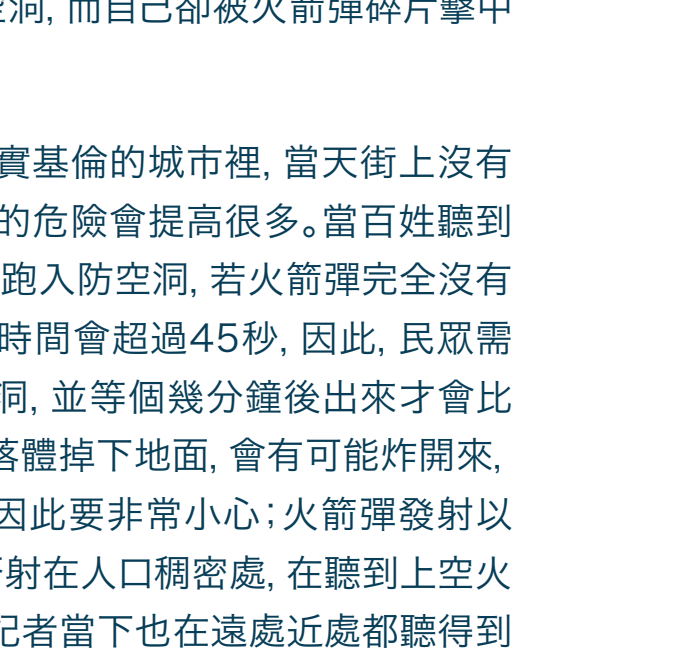 洞, 而自己卻被火箭彈碎片擊中
實基倫的城市裡, 當天街上沒有
的危險會提高很多。當百姓聽到
跑入防空洞, 若火箭彈完全沒有
時間會超過45秒, 因此, 民眾需
洞, 並等個幾分鐘後出來才會比
落體掉下地面, 會有可能炸開來,
因此要非常小心；火箭彈發射以
射在人口稠密處, 在聽到上空火
記者當下也在遠處近處都聽得到